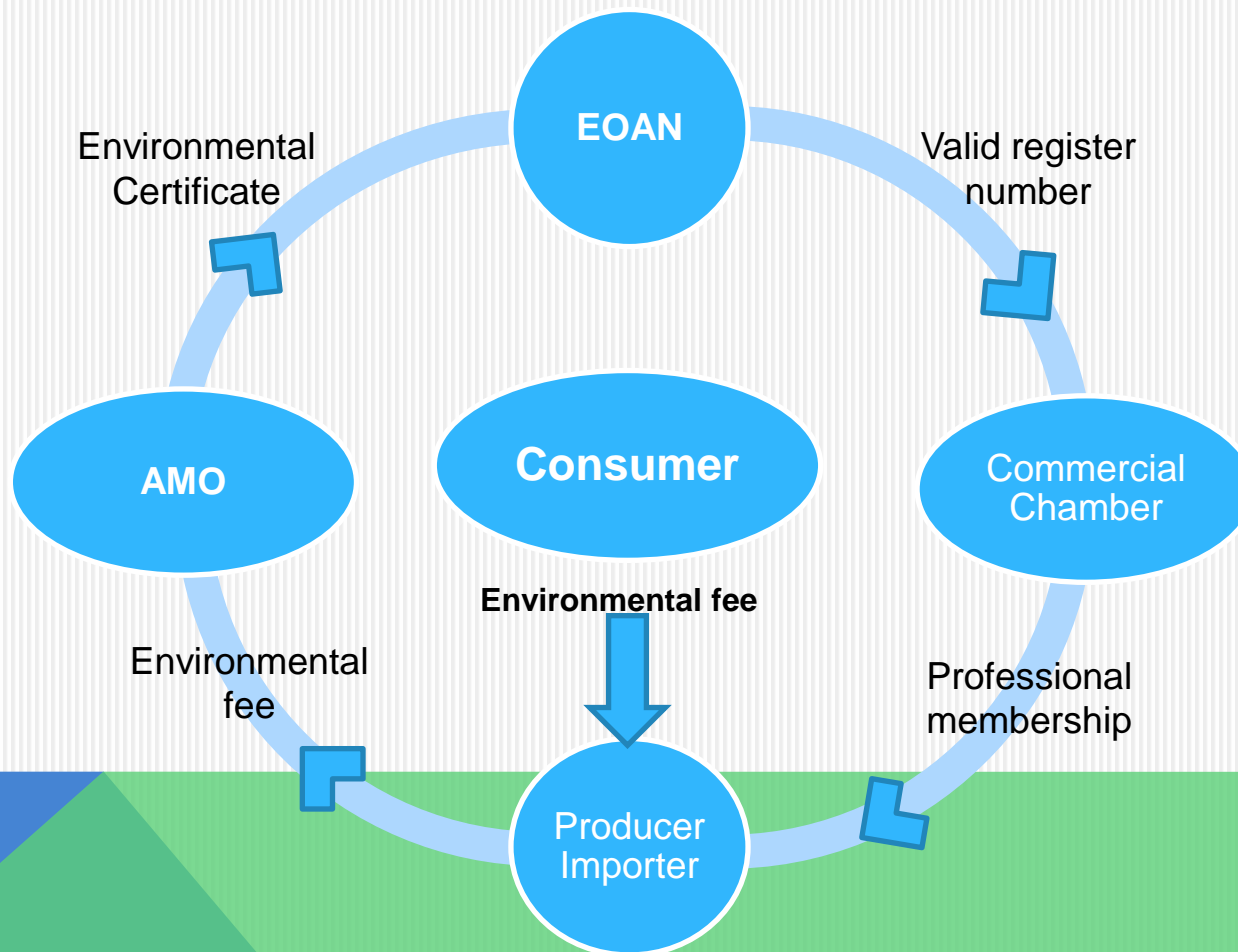 EOAN
Environmental
Certificate
Valid register
number
AMO
Consumer
Commercial
Chamber
Environmental fee
Environmental
fee
Professional
membership
Producer
Importer